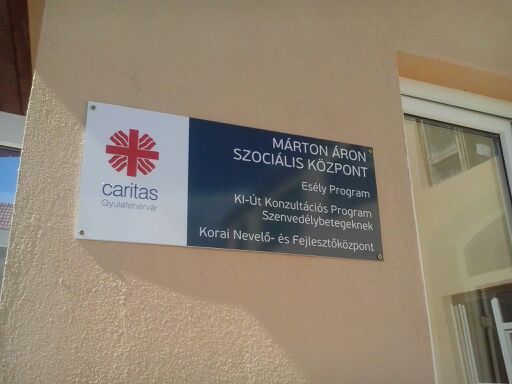 caritas
Gyulafehérvár
MÁRTON ÁRON
SZOCIÁLIS KÖZPONT
Esély Program
KI-Út Konzultációs Program
Szenvedélybetegeknek
Korai Nevelő- és Fejlesztőközpont